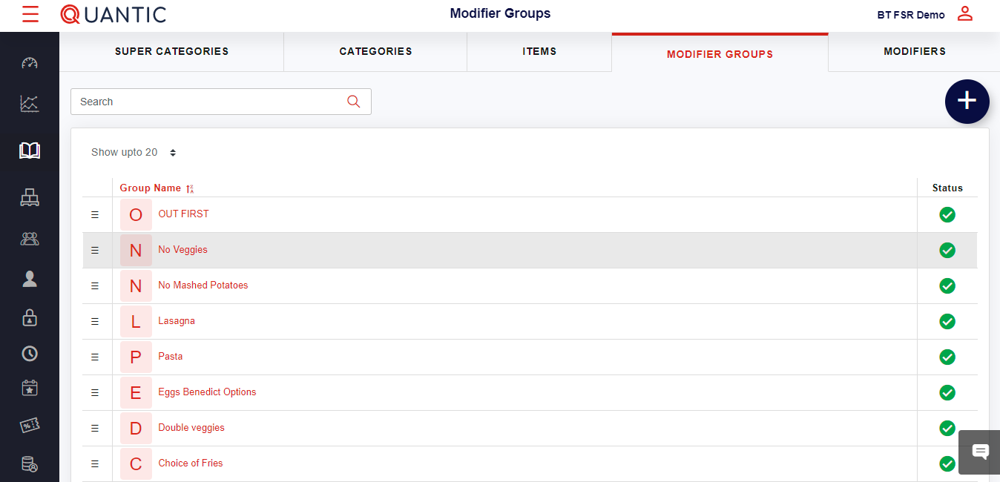 QUANTIC
Modifier Groups
BT FSR Demo
SUPER CATEGORIES
CATEGORIES
ITEMS
MODIFIER GROUPS
MODIFIERS
Search
Show upto 20
Group Name
Status
O OUT FIRST
N No Veggies
N No Mashed Potatoes
L Lasagna
P Pasta
E Eggs Benedict Options
D Double veggies
C Choice of Fries